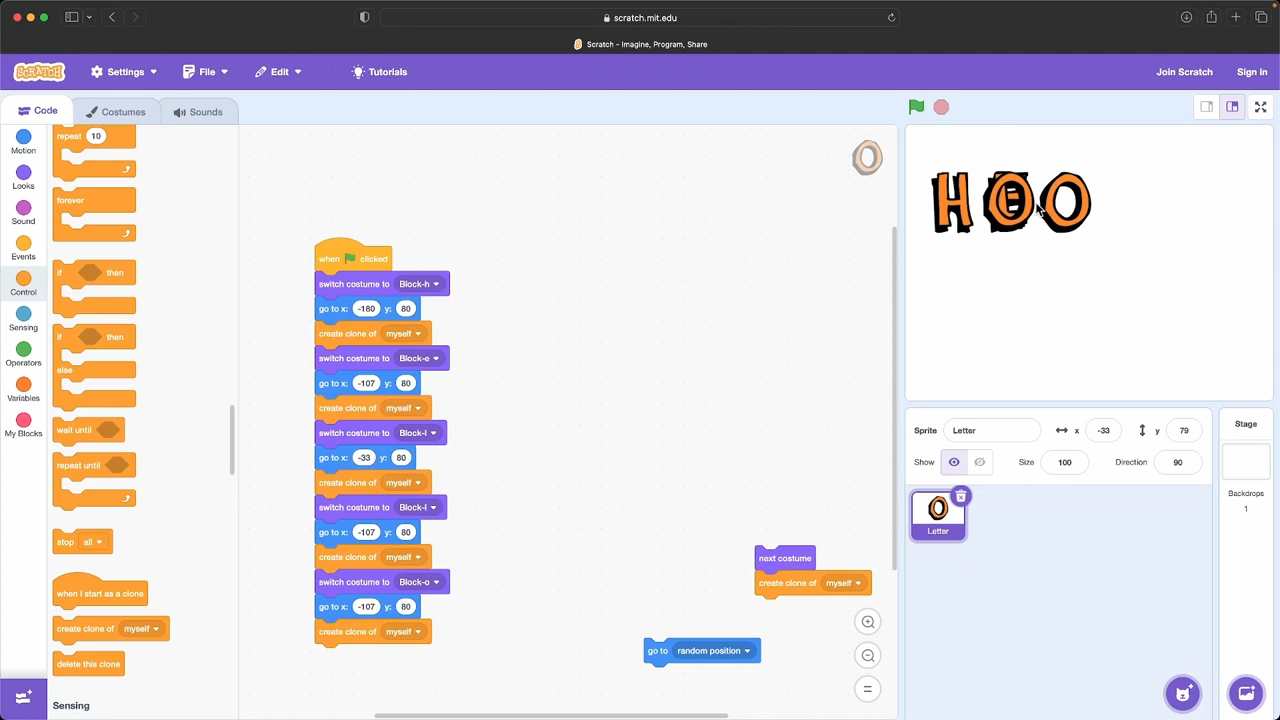 scratch.mit.edu
Scratch - Imagine, Program, Share
SCRATCH Settings File Edit Tutorials Join Scratch Sign in
Code Costumes Sounds
Motion
Looks
Sound
Events
Control
Sensing
Operators
Variables
My Blocks
repeat 10
forever
if then
if then
else
wait until
repeat until
stop all
when I start as a clone
create clone of myself
delete this clone
Sensing
when clicked
switch costume to Block-h
go to x: -180 y: 80
create clone of myself
switch costume to Block-e
go to x: -107 y: 80
create clone of myself
switch costume to Block-l
go to x: -33 y: 80
create clone of myself
switch costume to Block-l
go to x: -107 y: 80
create clone of myself
switch costume to Block-o
go to x: -107 y: 80
create clone of myself
next costume
create clone of myself
go to random position
=
O
H O O
Sprite Letter x -33 y 79
Show Size 100 Direction 90
O
Letter
Stage
Backdrops
1